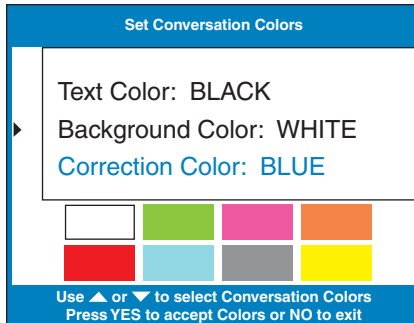 Set Conversation Colors
Text Color: BLACK
Background Color: WHITE
Correction Color: BLUE
Use ▲ or ▼ to select Conversation Colors
Press YES to accept Colors or NO to exit